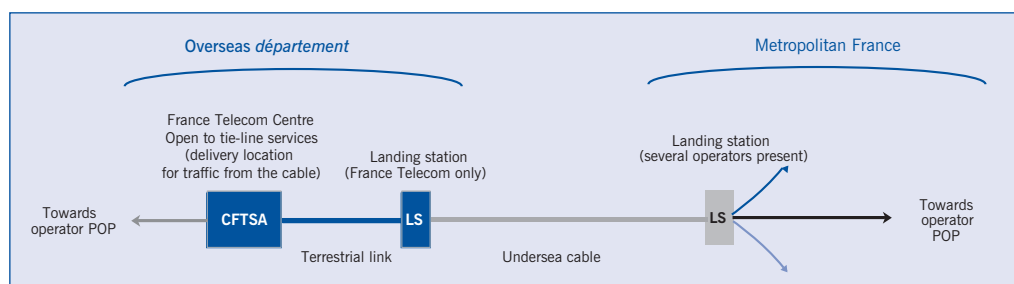 Overseas département
Metropolitan France
France Telecom Centre
Open to tie-line services
(delivery location
for traffic from the cable)
Landing station
(France Telecom only)
Landing station
(several operators present)
Towards
operator POP
CFTSA
LS
LS
Towards
operator
POP
Terrestrial link
Undersea cable